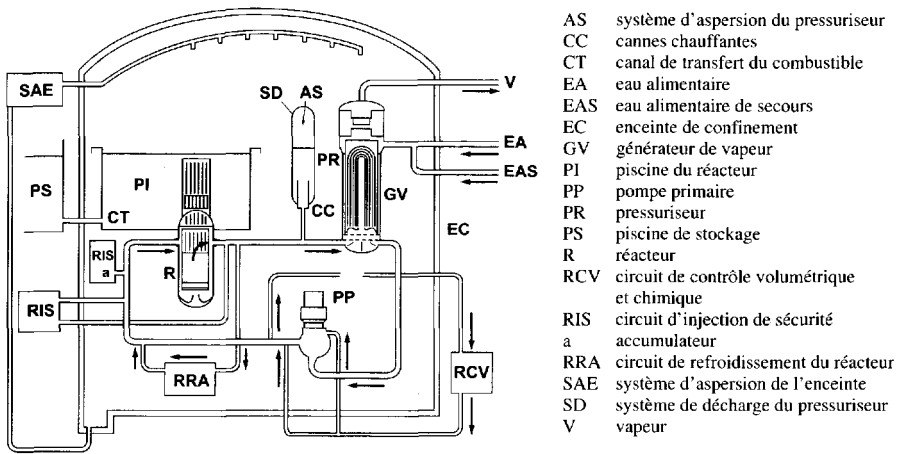 SAE
SD AS
V
PR
EA
EAS
PS
PI
GV
CT
CC
EC
RIS
a
R
RIS
PP
RRA
RCV
AS système d'aspersion du pressuriseur
CC cannes chauffantes
CT canal de transfert du combustible
EA eau alimentaire
EAS eau alimentaire de secours
EC enceinte de confinement
GV générateur de vapeur
PI piscine du réacteur
PP pompe primaire
PR pressuriseur
PS piscine de stockage
R réacteur
RCV circuit de contrôle volumétrique
et chimique
RIS circuit d'injection de sécurité
a accumulateur
RRA circuit de refroidissement du réacteur
SAE système d'aspersion de l'enceinte
SD système de décharge du pressuriseur
V vapeur